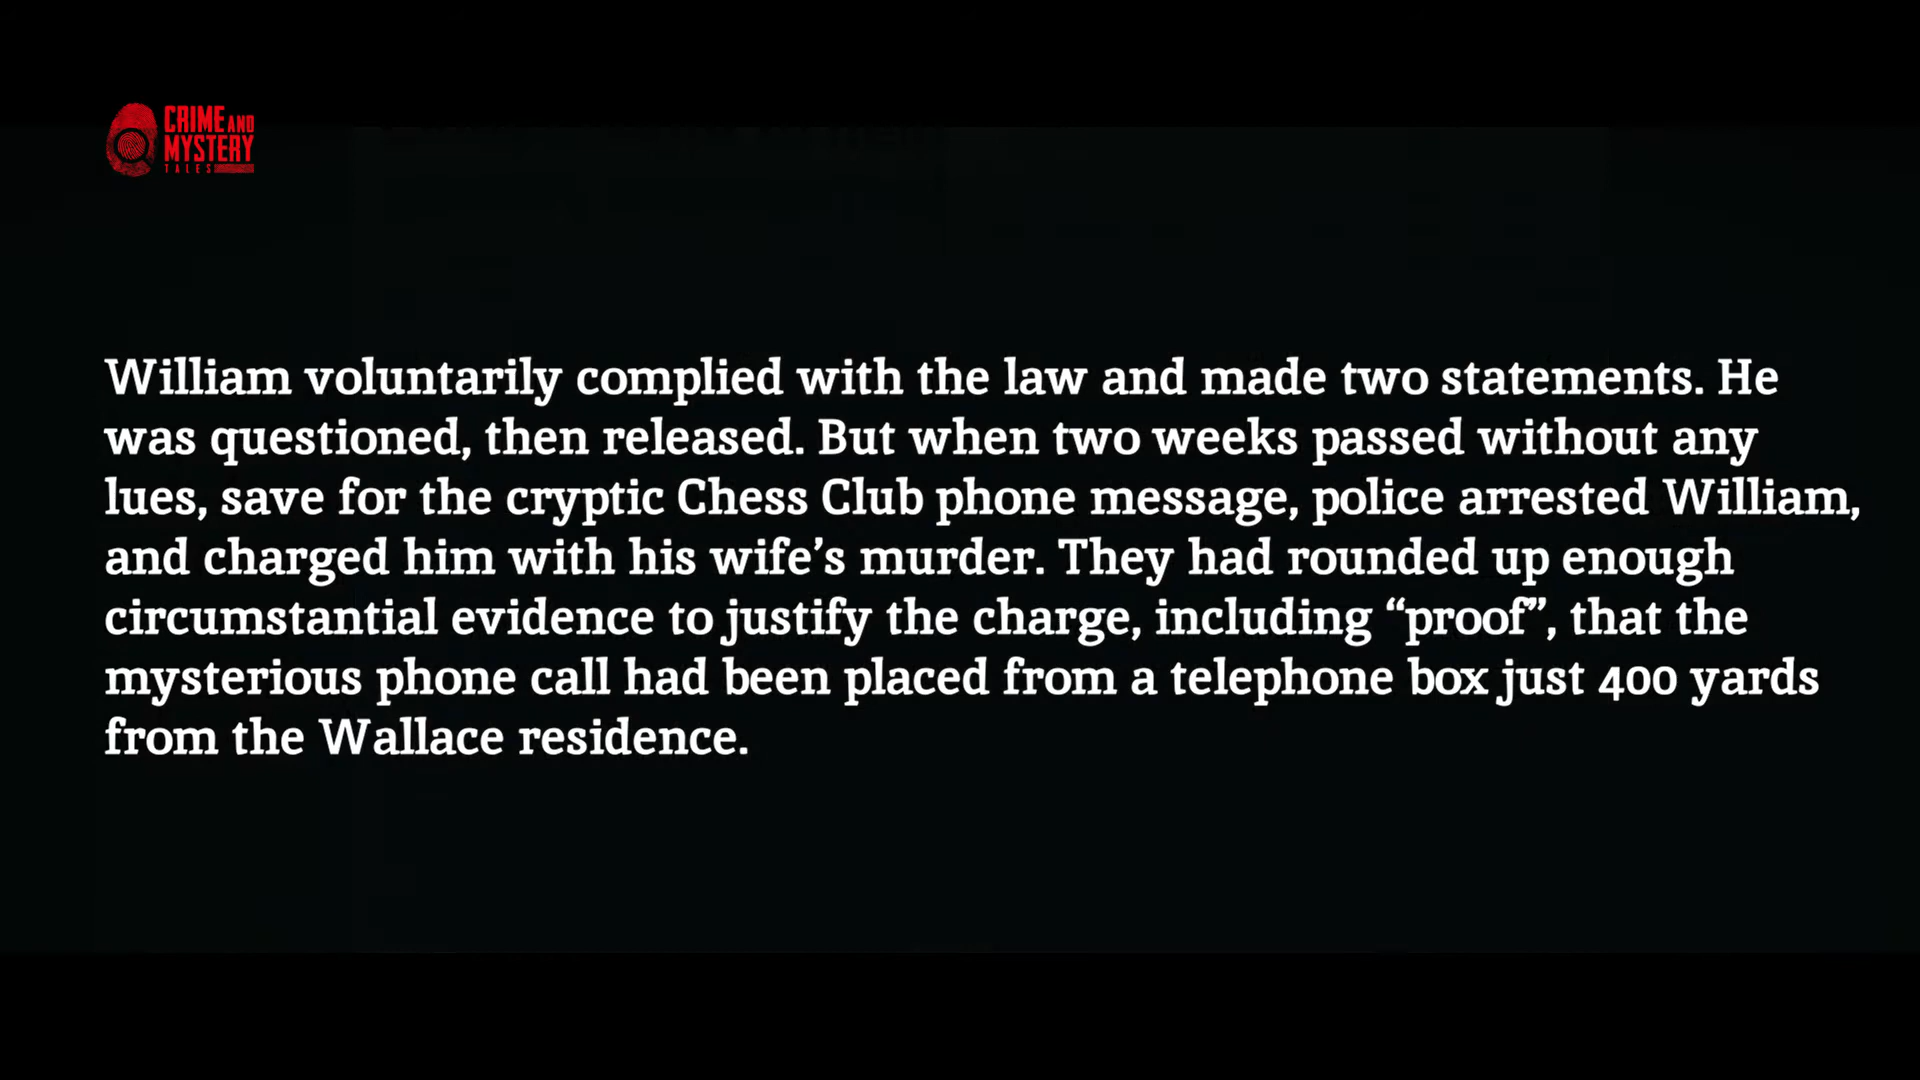 CRIME AND
MYSTERY
TALES
William voluntarily complied with the law and made two statements. He
was questioned, then released. But when two weeks passed without any
lues, save for the cryptic Chess Club phone message, police arrested William,
and charged him with his wife’s murder. They had rounded up enough
circumstantial evidence to justify the charge, including “proof”, that the
mysterious phone call had been placed from a telephone box just 400 yards
from the Wallace residence.